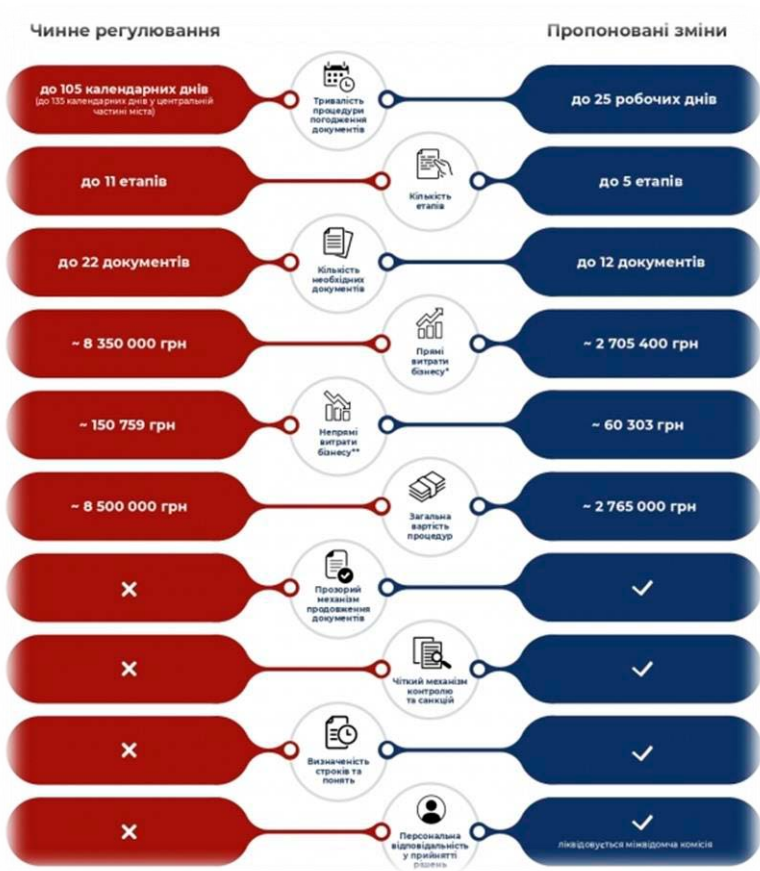 Чинне регулювання
Пропоновані зміни
до 105 календарних днів
(до 135 календарних днів у центральній
частині міста)
Тривалість
процедури
погодження
документів
до 25 робочих днів
до 11 етапів
Кількість
етапів
до 5 етапів
до 22 документів
Кількість
необхідних
документів
до 12 документів
~ 8 350 000 грн
Прямі
витрати
бізнесу*
~ 2 705 400 грн
~ 150 759 грн
Непрямі
витрати
бізнесу**
~ 60 303 грн
~ 8 500 000 грн
Загальна
вартість
процедур
~ 2 765 000 грн
Прозорий
механізм
продовження
документів
Чіткий механізм
контролю
та санкцій
Визначеність
строків та
понять
Персональна
відповідальність
у прийнятті
рішень
ліквідовується міжвідомча комісія